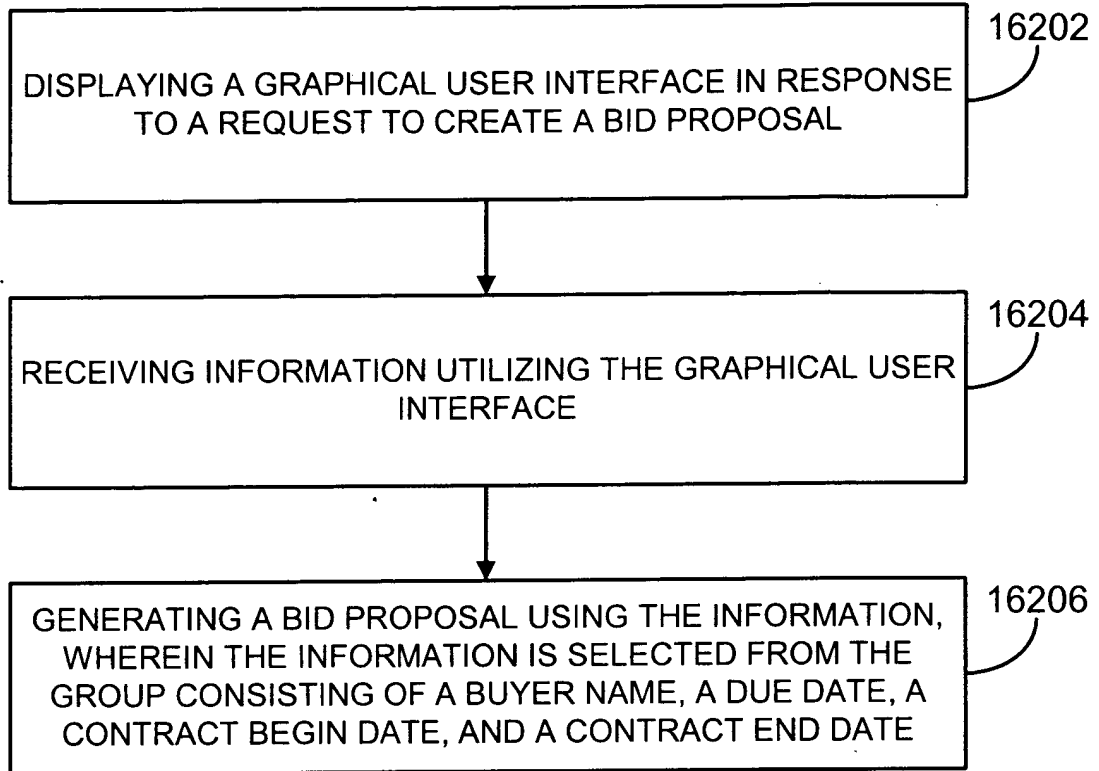 16202
DISPLAYING A GRAPHICAL USER INTERFACE IN RESPONSE
TO A REQUEST TO CREATE A BID PROPOSAL
16204
RECEIVING INFORMATION UTILIZING THE GRAPHICAL USER
INTERFACE
16206
GENERATING A BID PROPOSAL USING THE INFORMATION,
WHEREIN THE INFORMATION IS SELECTED FROM THE
GROUP CONSISTING OF A BUYER NAME, A DUE DATE, A
CONTRACT BEGIN DATE, AND A CONTRACT END DATE